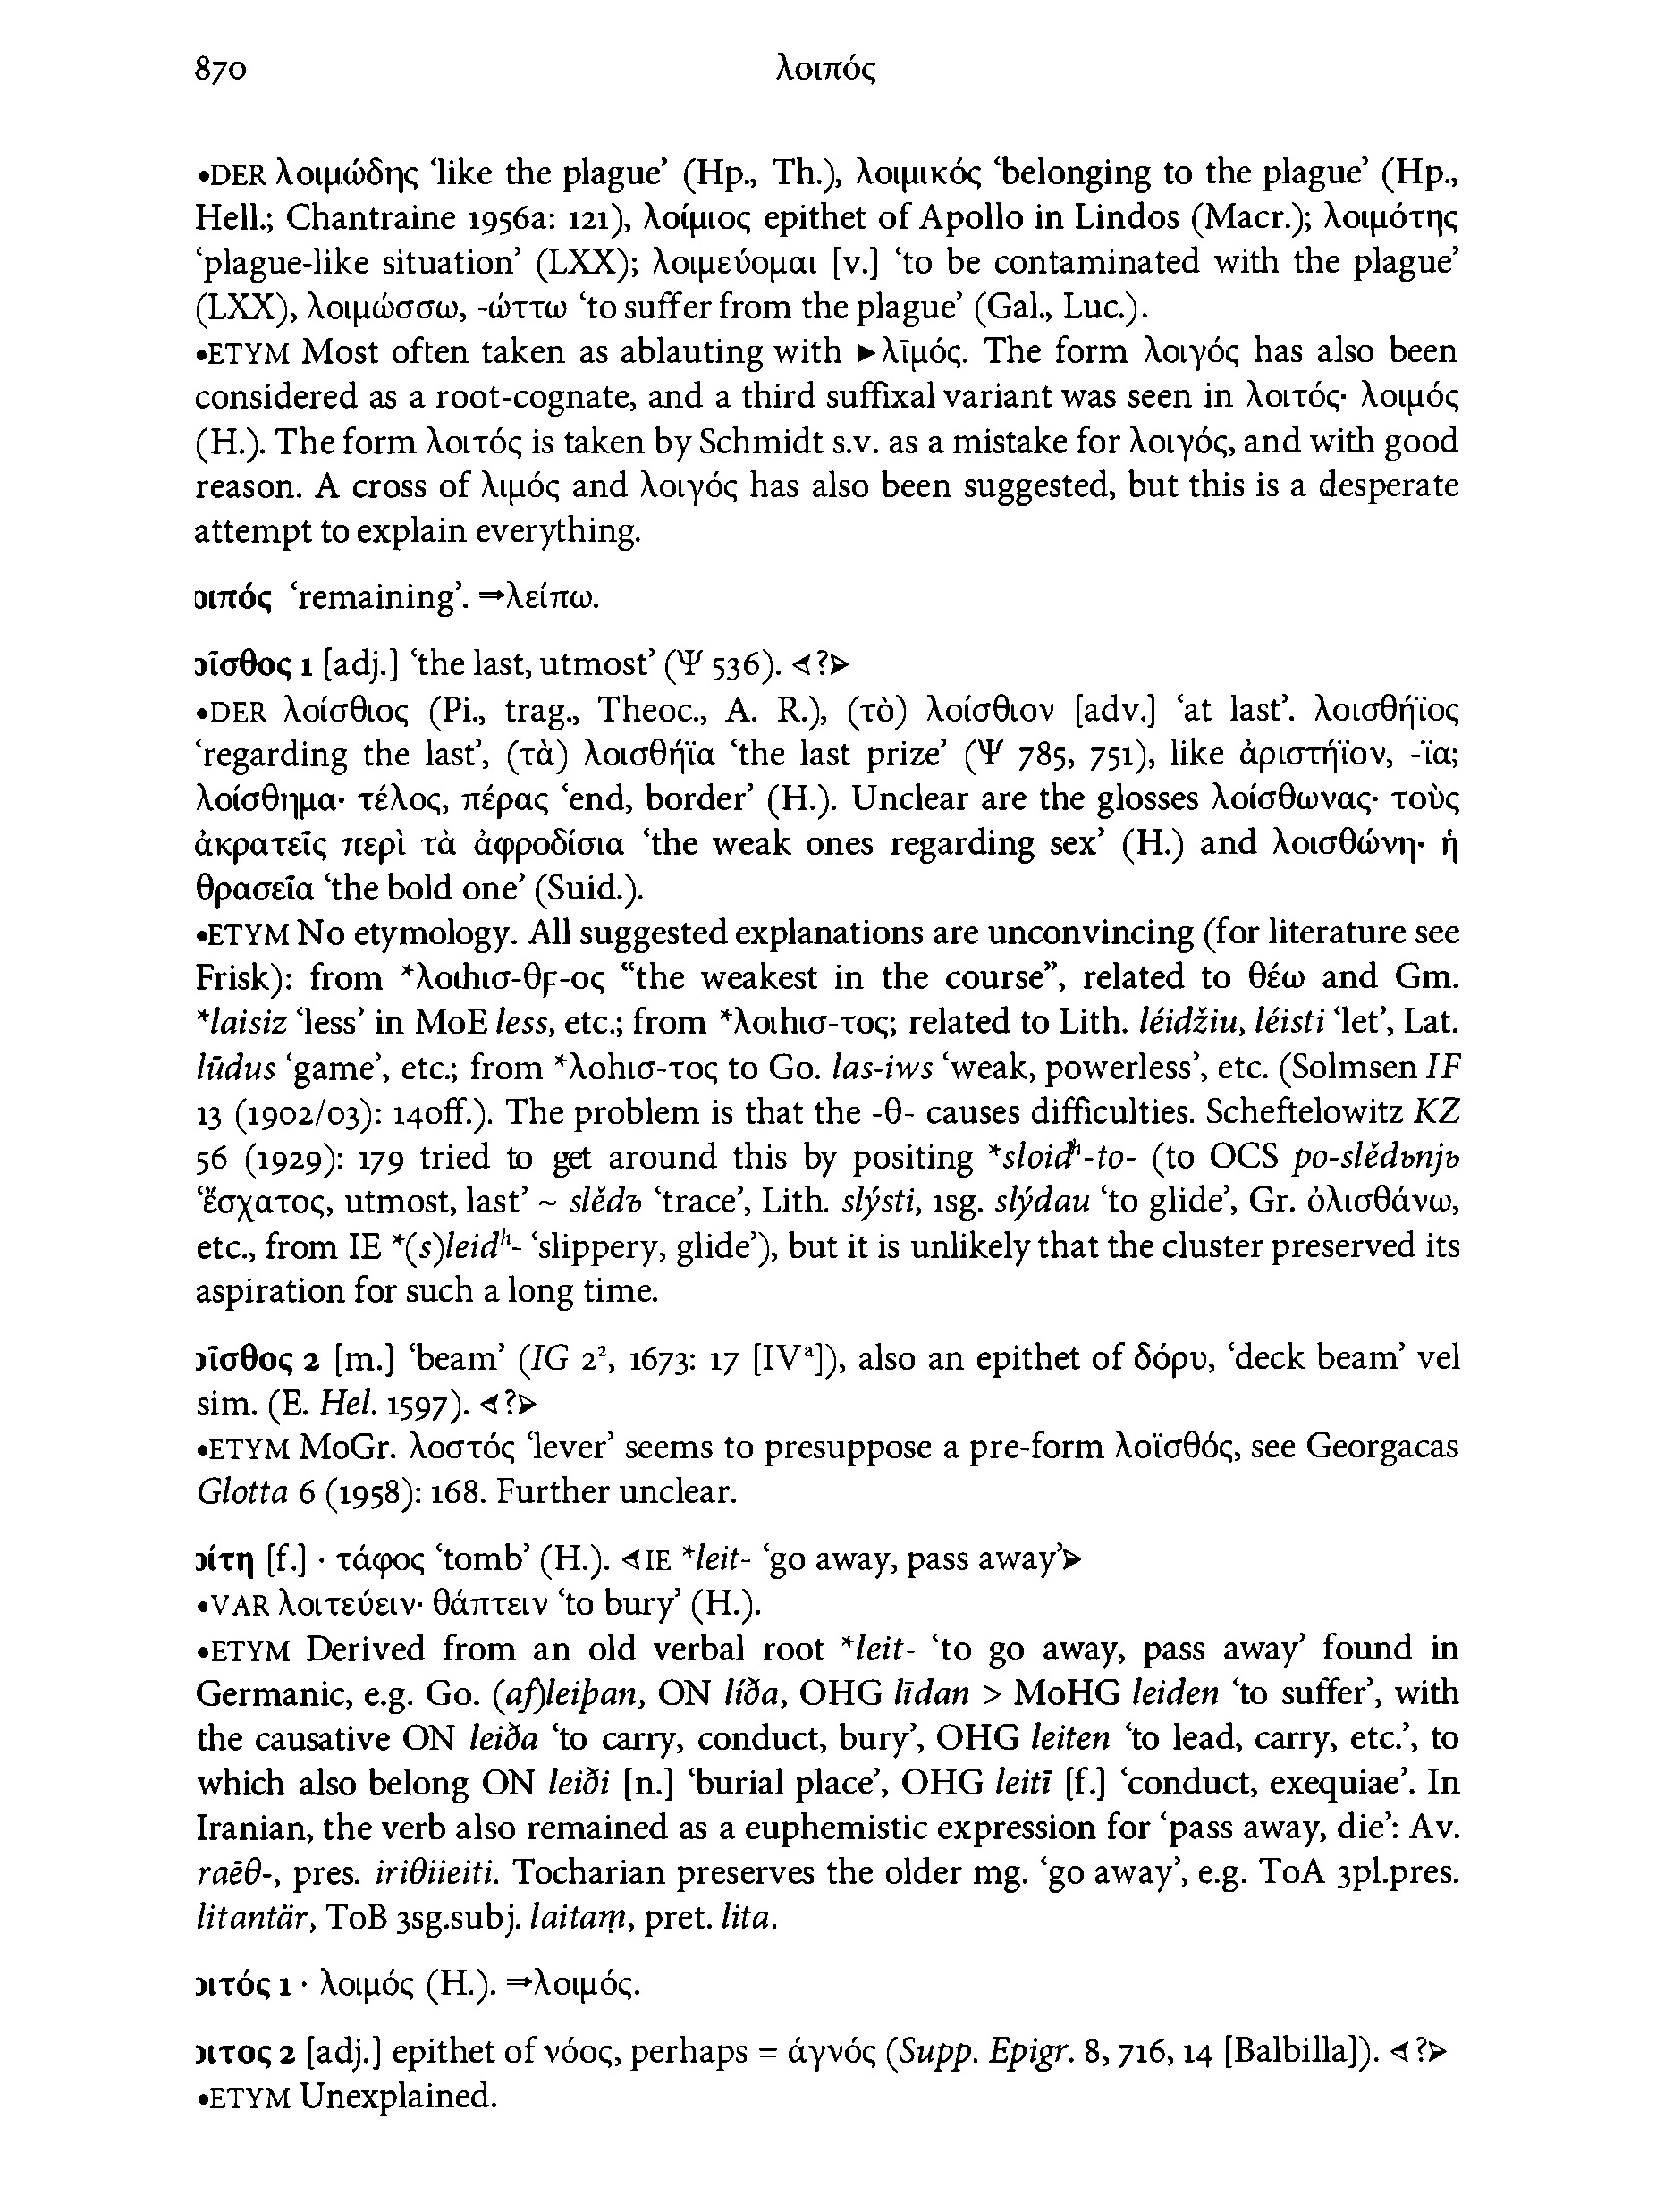 870 λοιπός
•DER λοιμώδης ‘like the plague’ (Hp., Th.), λοιμικός ‘belonging to the plague’ (Hp.,
Hell.; Chantraine 1956a: 121), λοίμιος epithet of Apollo in Lindos (Macr.); λοιμότης
‘plague-like situation’ (LXX); λοιμεύομαι [v.] ‘to be contaminated with the plague’
(LXX), λοιμώσσω, -ώττω ‘to suffer from the plague’ (Gal., Luc.).
•ETYM Most often taken as ablauting with ►λῑμός. The form λοιγός has also been
considered as a root-cognate, and a third suffixal variant was seen in λοιτός· λοιμός
(H.). The form λοιτός is taken by Schmidt s.v. as a mistake for λοιγός, and with good
reason. A cross of λιμός and λοιγός has also been suggested, but this is a desperate
attempt to explain everything.
οιπός ‘remaining’. ⇒λείπω.
οῖσθος 1 [adj.] ‘the last, utmost’ (Ψ 536). ⊲?⊳
•DER λοίσθιος (Pi., trag., Theoc., A. R.), (τὸ) λοίσθιον [adv.] ‘at last’. λοισθήϊος
‘regarding the last’, (τὰ) λοισθήϊα ‘the last prize’ (Ψ 785, 751), like ἀριστήϊον, -ϊα;
λοίσθημα· τέλος, πέρας ‘end, border’ (H.). Unclear are the glosses λοίσθωνας· τοὺς
ἀκρατεῖς περὶ τὰ ἀφροδίσια ‘the weak ones regarding sex’ (H.) and λοισθώνη· ἡ
θρασεῖα ‘the bold one’ (Suid.).
•ETYM No etymology. All suggested explanations are unconvincing (for literature see
Frisk): from *λοιhισ-θϝ-ος “the weakest in the course”, related to θέω and Gm.
*laisiz ‘less’ in MoE less, etc.; from *λοιhισ-τος; related to Lith. léidžiu, léisti ‘let’, Lat.
lūdus ‘game’, etc.; from *λοhισ-τος to Go. las-iws ‘weak, powerless’, etc. (Solmsen IF
13 (1902/03): 140ff.). The problem is that the -θ- causes difficulties. Scheftelowitz KZ
56 (1929): 179 tried to get around this by positing *sloidʰ-to- (to OCS po-slědьnjь
‘ἔσχατος, utmost, last’ ~ slědъ ‘trace’, Lith. slýsti, 1sg. slýdau ‘to glide’, Gr. ὀλισθάνω,
etc., from IE *(s)leidʰ- ‘slippery, glide’), but it is unlikely that the cluster preserved its
aspiration for such a long time.
οῖσθος 2 [m.] ‘beam’ (IG 2², 1673: 17 [IVᵃ]), also an epithet of δόρυ, ‘deck beam’ vel
sim. (E. Hel. 1597). ⊲?⊳
•ETYM MoGr. λοστός ‘lever’ seems to presuppose a pre-form λοϊσθός, see Georgacas
Glotta 6 (1958): 168. Further unclear.
οίτη [f.] · τάφος ‘tomb’ (H.). ⊲IE *leit- ‘go away, pass away’⊳
•VAR λοιτεύειν· θάπτειν ‘to bury’ (H.).
•ETYM Derived from an old verbal root *leit- ‘to go away, pass away’ found in
Germanic, e.g. Go. (af)leiþan, ON líða, OHG līdan > MoHG leiden ‘to suffer’, with
the causative ON leiða ‘to carry, conduct, bury’, OHG leiten ‘to lead, carry, etc.’, to
which also belong ON leiði [n.] ‘burial place’, OHG leitī [f.] ‘conduct, exequiae’. In
Iranian, the verb also remained as a euphemistic expression for ‘pass away, die’: Av.
raēθ-, pres. iriθiieiti. Tocharian preserves the older mg. ‘go away’, e.g. ToA 3pl.pres.
litantär, ToB 3sg.subj. laitaṃ, pret. lita.
οιτός 1 · λοιμός (H.). ⇒λοιμός.
οιτος 2 [adj.] epithet of νόος, perhaps = ἁγνός (Supp. Epigr. 8, 716, 14 [Balbilla]). ⊲?⊳
•ETYM Unexplained.